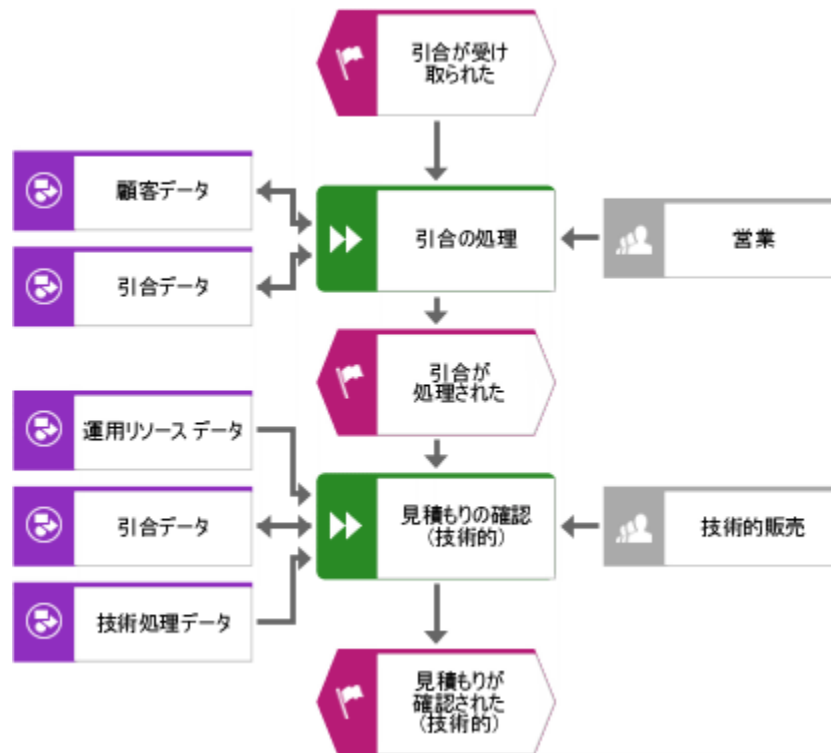 引合が受け
取られた
顧客データ
引合の処理
営業
引合データ
引合が
処理された
運用リソース データ
見積もりの確認
(技術的)
引合データ
技術的販売
技術処理データ
見積もりが
確認された
(技術的)